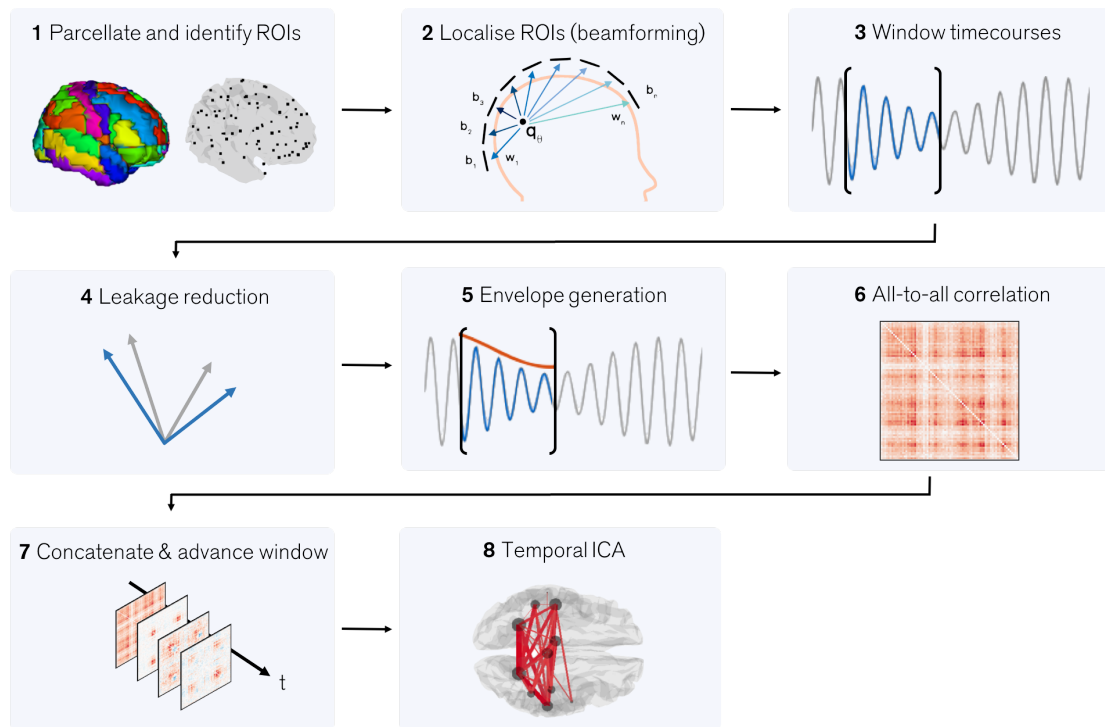 1 Parcellate and identify ROIs
2 Localise ROIs (beamforming)
b₃
b₂
b₁
qθ
w₁
wₙ
bₙ
3 Window timecourses
4 Leakage reduction
5 Envelope generation
6 All-to-all correlation
7 Concatenate & advance window
t
8 Temporal ICA